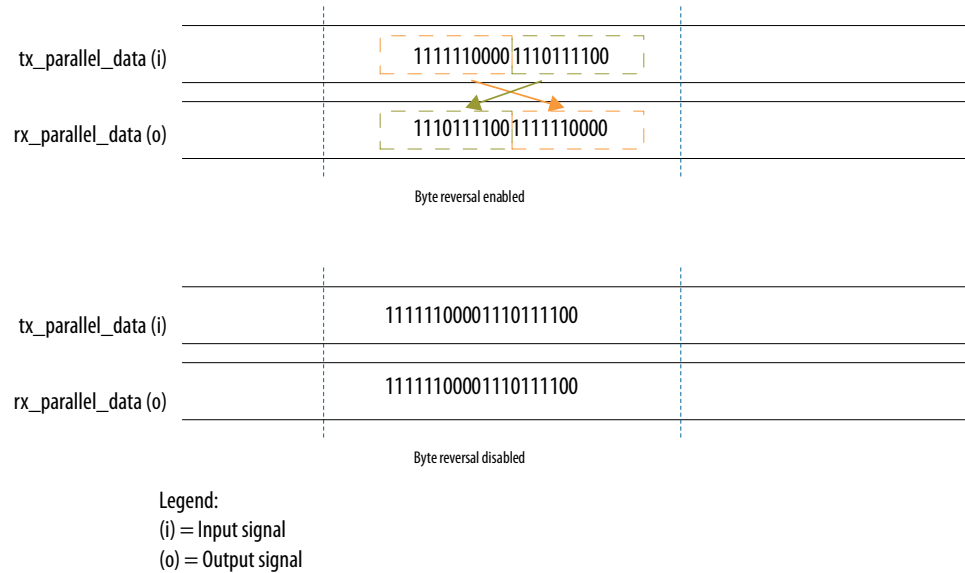 tx_parallel_data (i) 1111110000 1110111100
rx_parallel_data (o) 1110111100 1111110000
Byte reversal enabled
tx_parallel_data (i) 11111100001110111100
rx_parallel_data (o) 11111100001110111100
Byte reversal disabled
Legend:
(i) = Input signal
(o) = Output signal